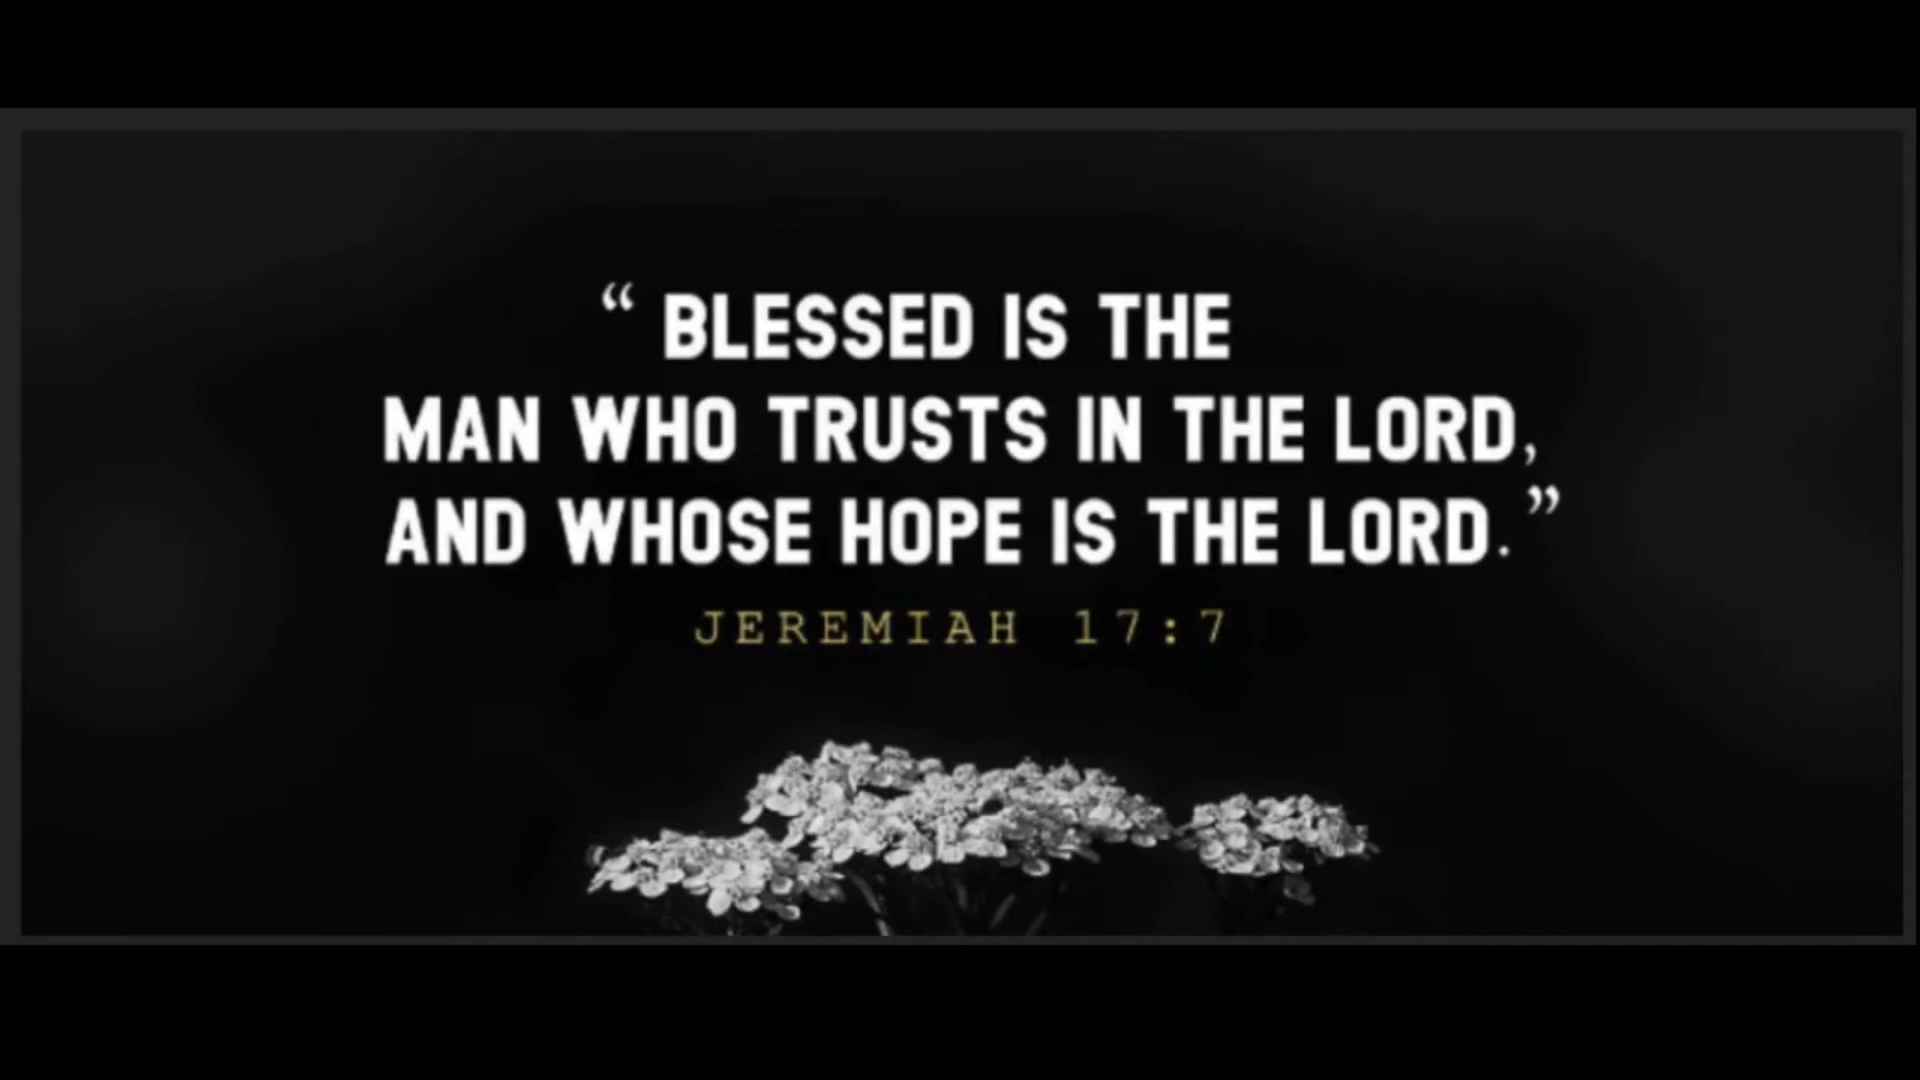 “ BLESSED IS THE
MAN WHO TRUSTS IN THE LORD,
AND WHOSE HOPE IS THE LORD.”
JEREMIAH 17:7